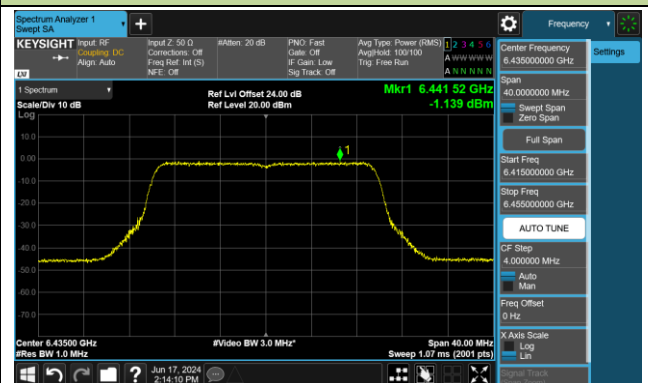 Spectrum Analyzer 1
Swept SA
Frequency
KEYSIGHT
Input: RF
Coupling: DC
Align: Auto
Input Z: 50 Ω
Corrections: Off
Freq Ref: Int (S)
NFE: Off
#Atten: 20 dB
PNO: Fast
Gate: Off
IF Gain: Low
Sig Track: Off
Avg Type: Power (RMS)
Avg|Hold: 100/100
Trig: Free Run
1 2 3 4 5 6
A W W W W W
A N N N N N
LXI
1 Spectrum
Scale/Div 10 dB
Log
Ref Lvl Offset 24.00 dB
Ref Level 20.00 dBm
Mkr1 6.441 52 GHz
-1.139 dBm
1
10.0
0.00
-10.0
-20.0
-30.0
-40.0
-50.0
-60.0
-70.0
Center 6.43500 GHz
#Res BW 1.0 MHz
#Video BW 3.0 MHz*
Span 40.00 MHz
Sweep 1.07 ms (2001 pts)
Center Frequency
6.435000000 GHz
Settings
Span
40.0000000 MHz
Swept Span
Zero Span
Full Span
Start Freq
6.415000000 GHz
Stop Freq
6.455000000 GHz
AUTO TUNE
CF Step
4.000000 MHz
Auto
Man
Freq Offset
0 Hz
X Axis Scale
Log
Lin
Signal Track
?
Jun 17, 2024
2:14:10 PM